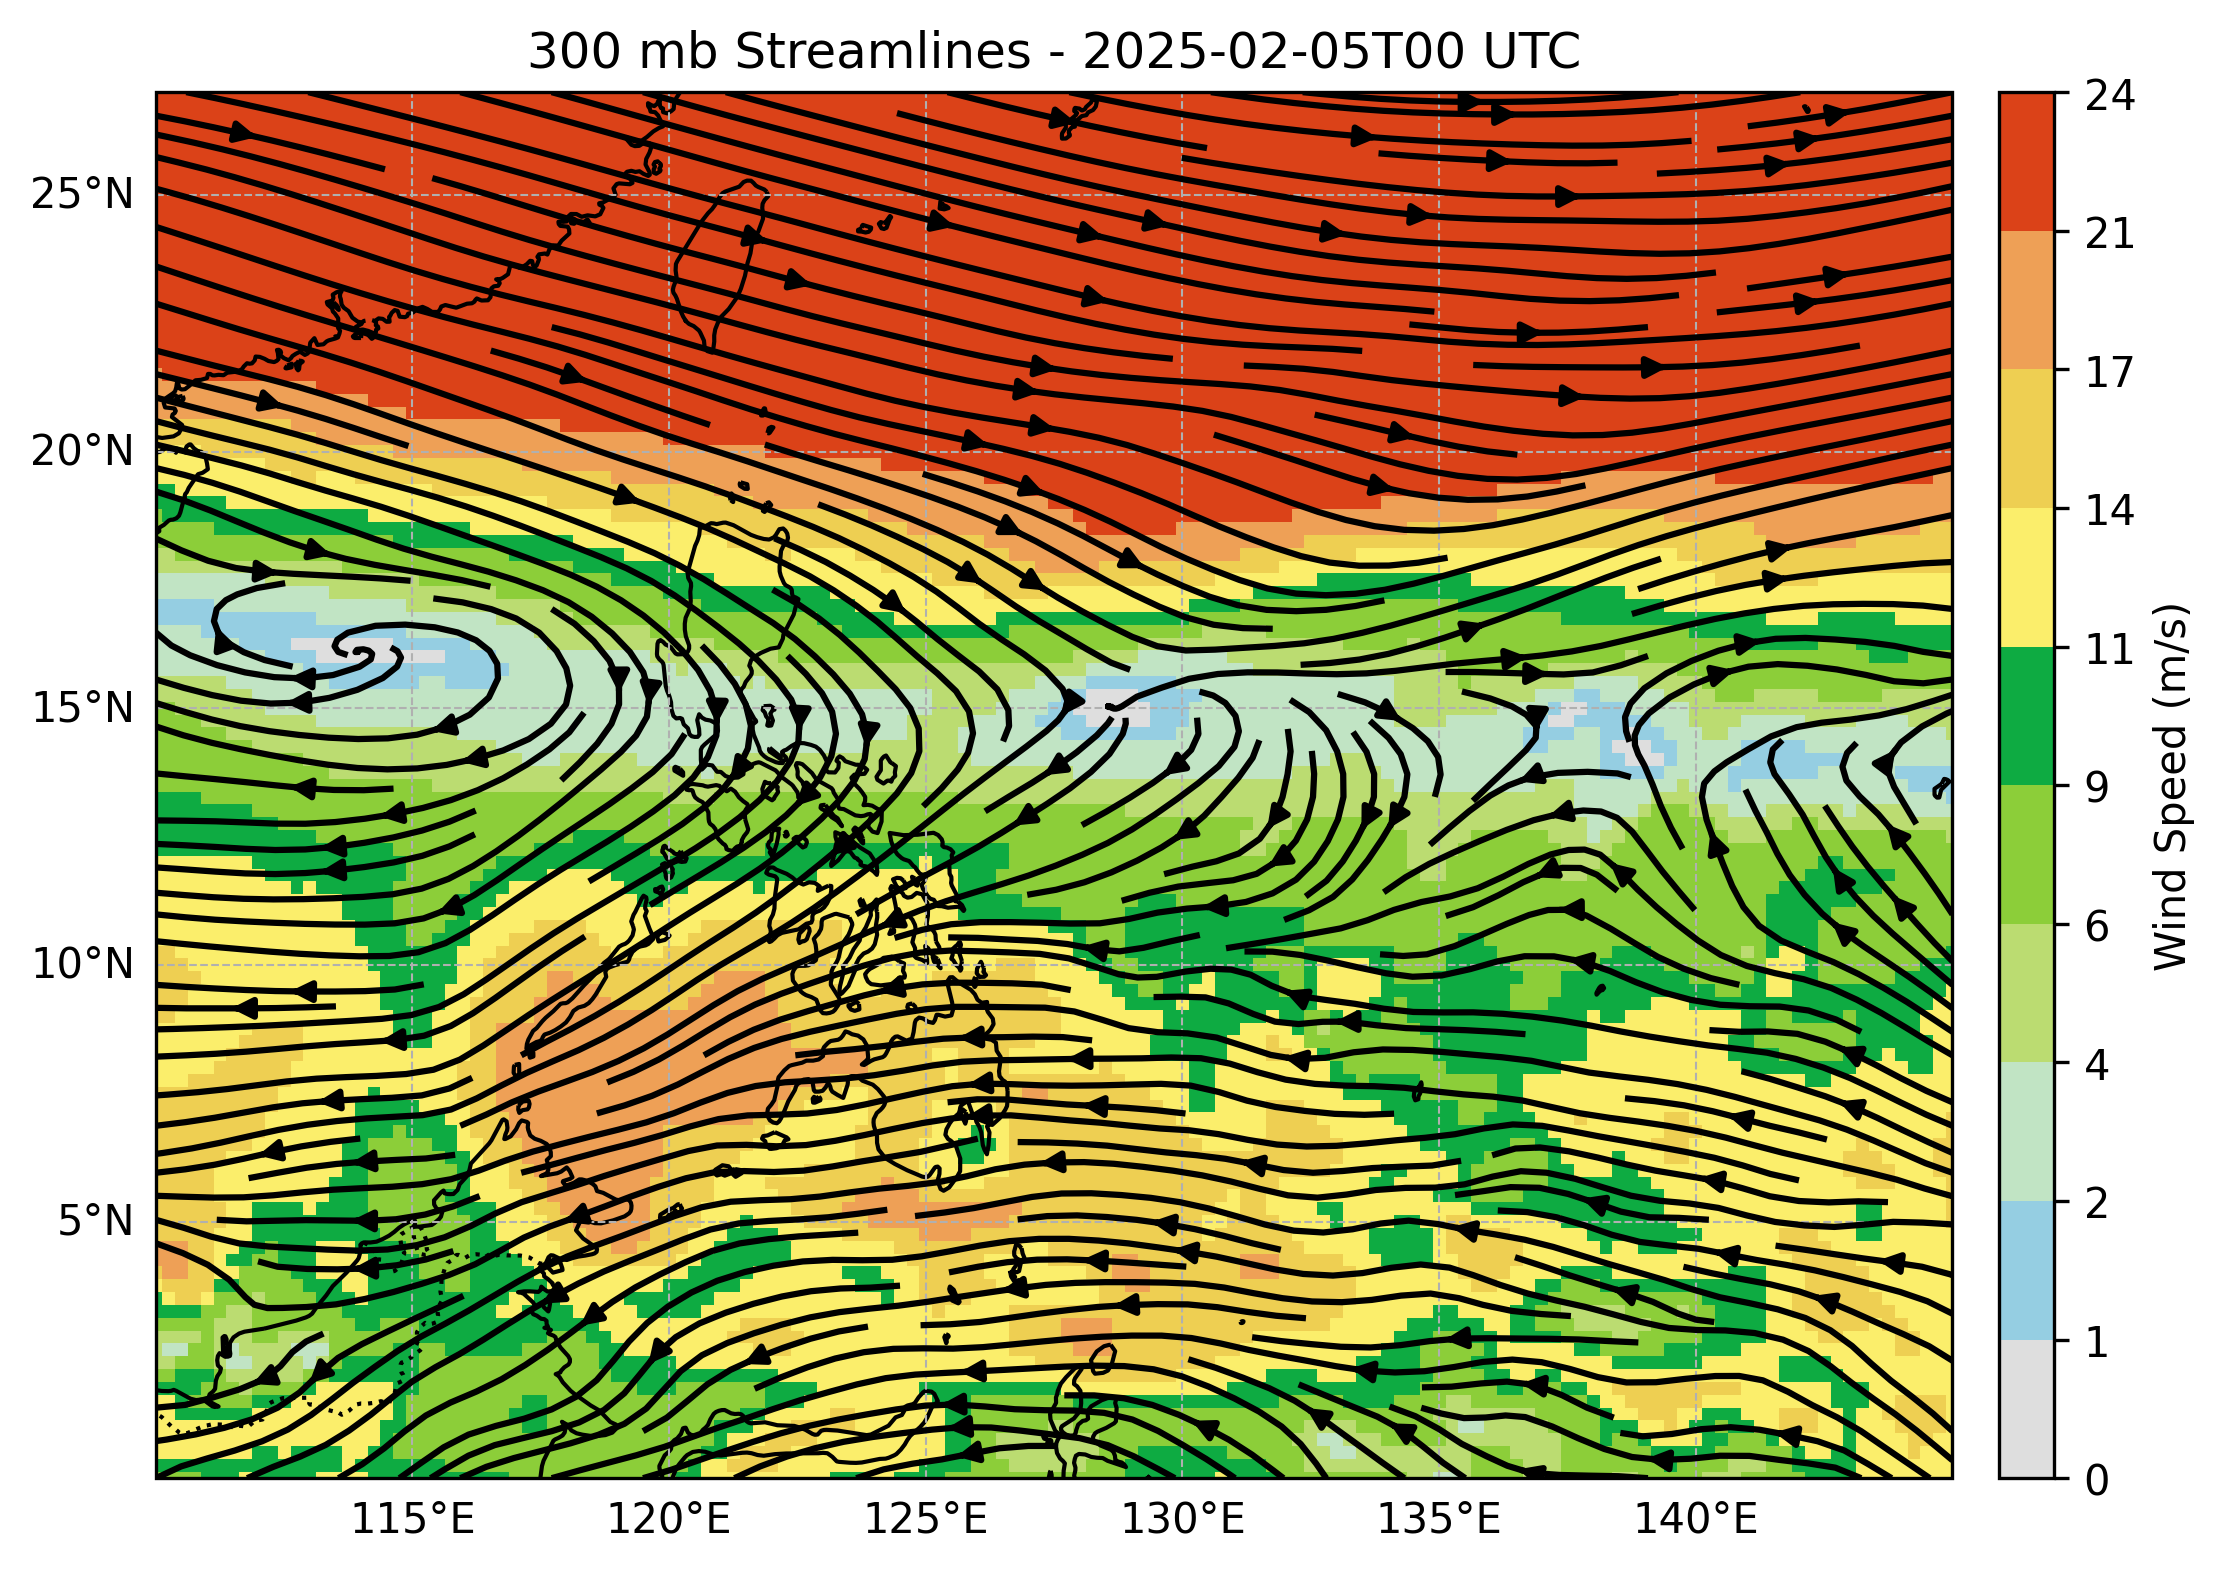 300 mb Streamlines - 2025-02-05T00 UTC
25°N
20°N
15°N
10°N
5°N
115°E
120°E
125°E
130°E
135°E
140°E
24
21
17
14
11
9
6
4
2
1
0
Wind Speed (m/s)